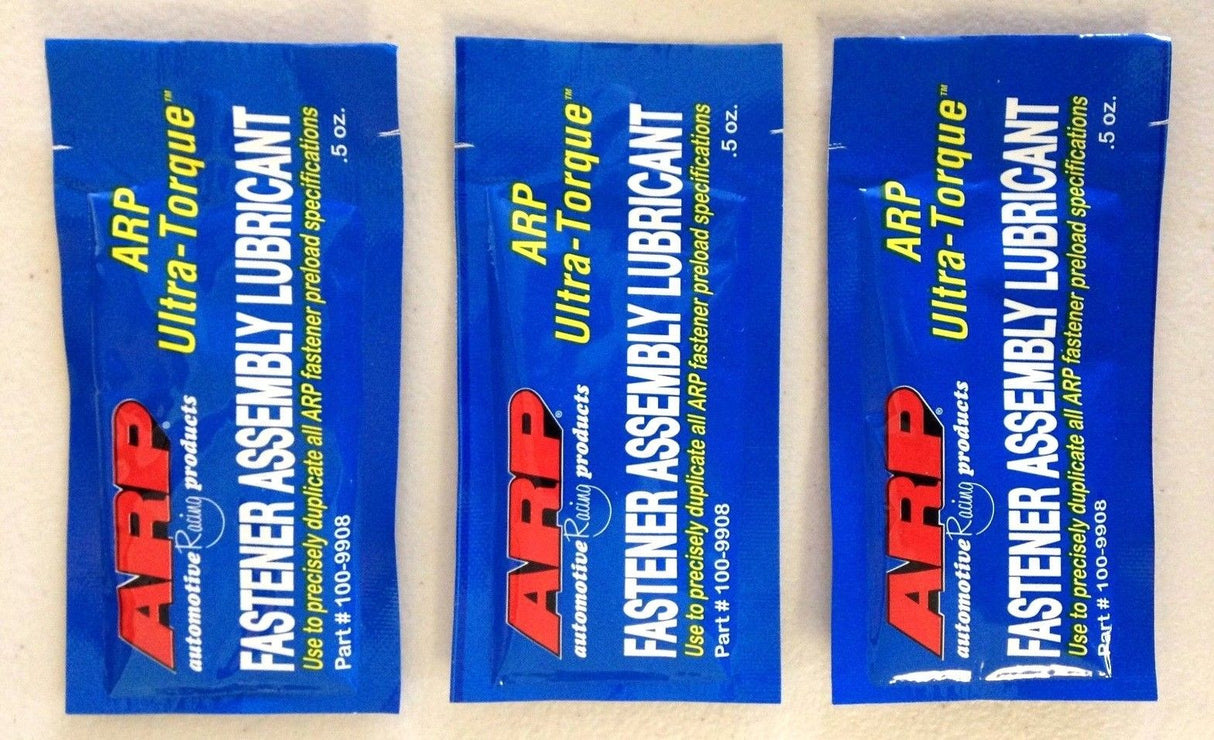 ARP®
automotive Racing products
ARP
Ultra-Torque™
FASTENER ASSEMBLY LUBRICANT
Use to precisely duplicate all ARP fastener preload specifications
Part # 100-9908 .5 oz.
ARP®
automotive Racing products
ARP
Ultra-Torque™
FASTENER ASSEMBLY LUBRICANT
Use to precisely duplicate all ARP fastener preload specifications
Part # 100-9908 .5 oz.
ARP®
automotive Racing products
ARP
Ultra-Torque™
FASTENER ASSEMBLY LUBRICANT
Use to precisely duplicate all ARP fastener preload specifications
Part # 100-9908 .5 oz.